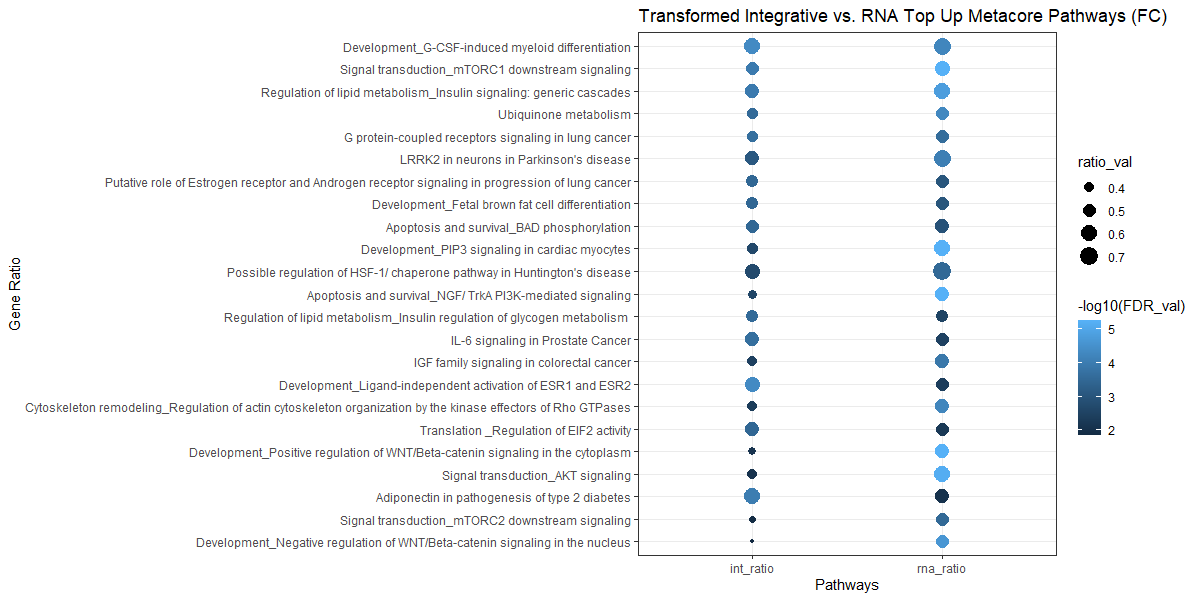 Transformed Integrative vs. RNA Top Up Metacore Pathways (FC)
Gene Ratio
Development_G-CSF-induced myeloid differentiation
Signal transduction_mTORC1 downstream signaling
Regulation of lipid metabolism_Insulin signaling: generic cascades
Ubiquinone metabolism
G protein-coupled receptors signaling in lung cancer
LRRK2 in neurons in Parkinson's disease
Putative role of Estrogen receptor and Androgen receptor signaling in progression of lung cancer
Development_Fetal brown fat cell differentiation
Apoptosis and survival_BAD phosphorylation
Development_PIP3 signaling in cardiac myocytes
Possible regulation of HSF-1/ chaperone pathway in Huntington's disease
Apoptosis and survival_NGF/ TrkA PI3K-mediated signaling
Regulation of lipid metabolism_Insulin regulation of glycogen metabolism
IL-6 signaling in Prostate Cancer
IGF family signaling in colorectal cancer
Development_Ligand-independent activation of ESR1 and ESR2
Cytoskeleton remodeling_Regulation of actin cytoskeleton organization by the kinase effectors of Rho GTPases
Translation _Regulation of EIF2 activity
Development_Positive regulation of WNT/Beta-catenin signaling in the cytoplasm
Signal transduction_AKT signaling
Adiponectin in pathogenesis of type 2 diabetes
Signal transduction_mTORC2 downstream signaling
Development_Negative regulation of WNT/Beta-catenin signaling in the nucleus
int_ratio
rna_ratio
Pathways
ratio_val
0.4
0.5
0.6
0.7
-log10(FDR_val)
5
4
3
2